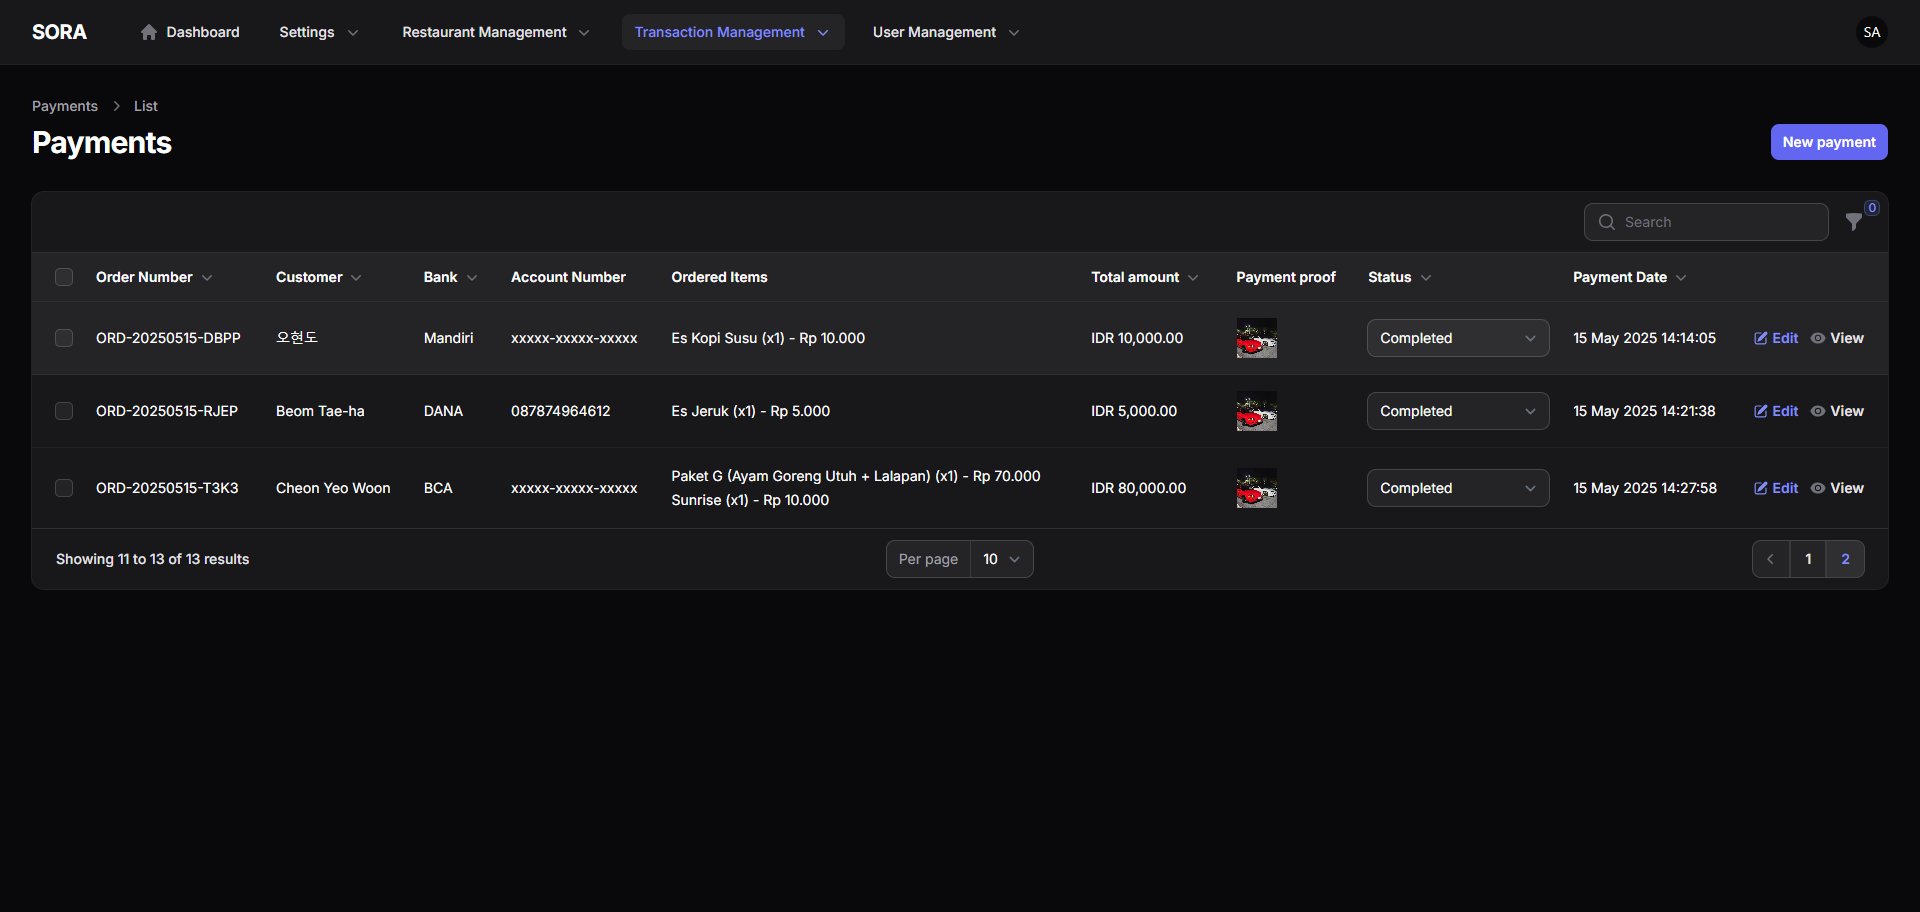 SORA Dashboard Settings Restaurant Management Transaction Management User Management SA
Payments > List
Payments
New payment
Search 0
Order Number Customer Bank Account Number Ordered Items Total amount Payment proof Status Payment Date
ORD-20250515-DBPP 오현도 Mandiri xxxxx-xxxxx-xxxxx Es Kopi Susu (x1) - Rp 10.000 IDR 10,000.00 Completed 15 May 2025 14:14:05 Edit View
ORD-20250515-RJEP Beom Tae-ha DANA 087874964612 Es Jeruk (x1) - Rp 5.000 IDR 5,000.00 Completed 15 May 2025 14:21:38 Edit View
ORD-20250515-T3K3 Cheon Yeo Woon BCA xxxxx-xxxxx-xxxxx Paket G (Ayam Goreng Utuh + Lalapan) (x1) - Rp 70.000
Sunrise (x1) - Rp 10.000 IDR 80,000.00 Completed 15 May 2025 14:27:58 Edit View
Showing 11 to 13 of 13 results Per page 10 1 2